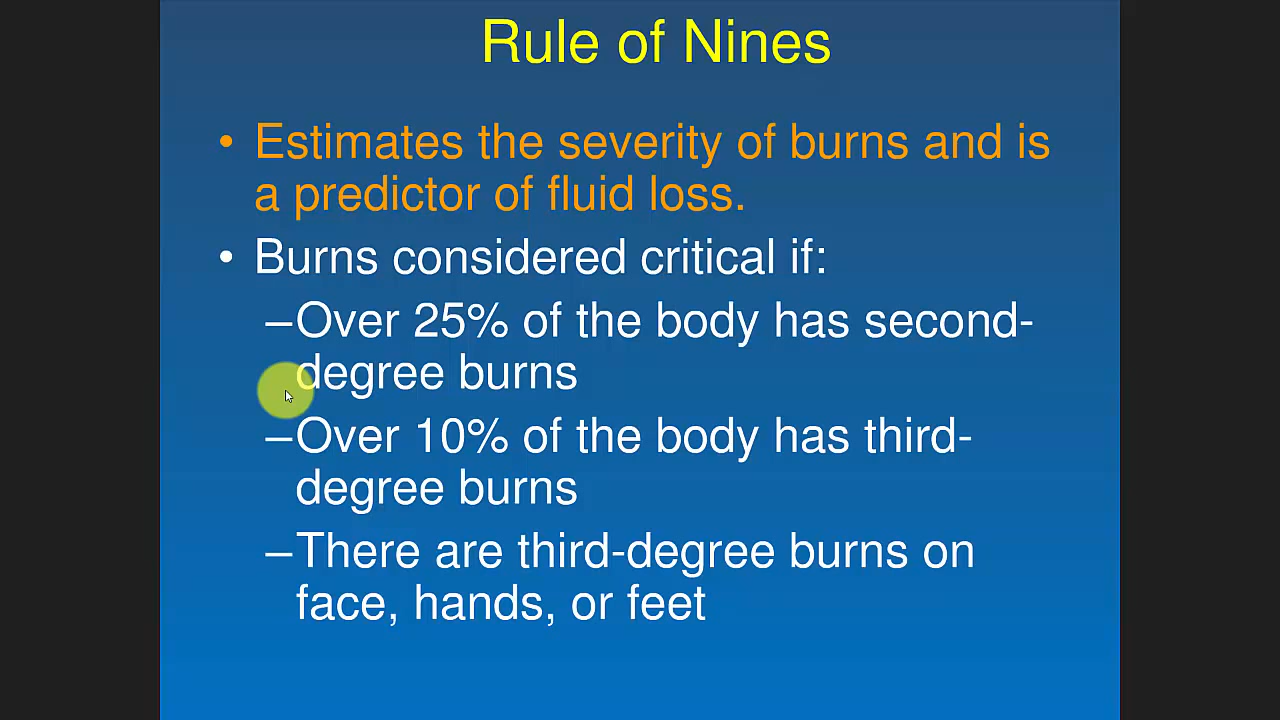 Rule of Nines
• Estimates the severity of burns and is
a predictor of fluid loss.
• Burns considered critical if:
–Over 25% of the body has second-
degree burns
–Over 10% of the body has third-
degree burns
–There are third-degree burns on
face, hands, or feet